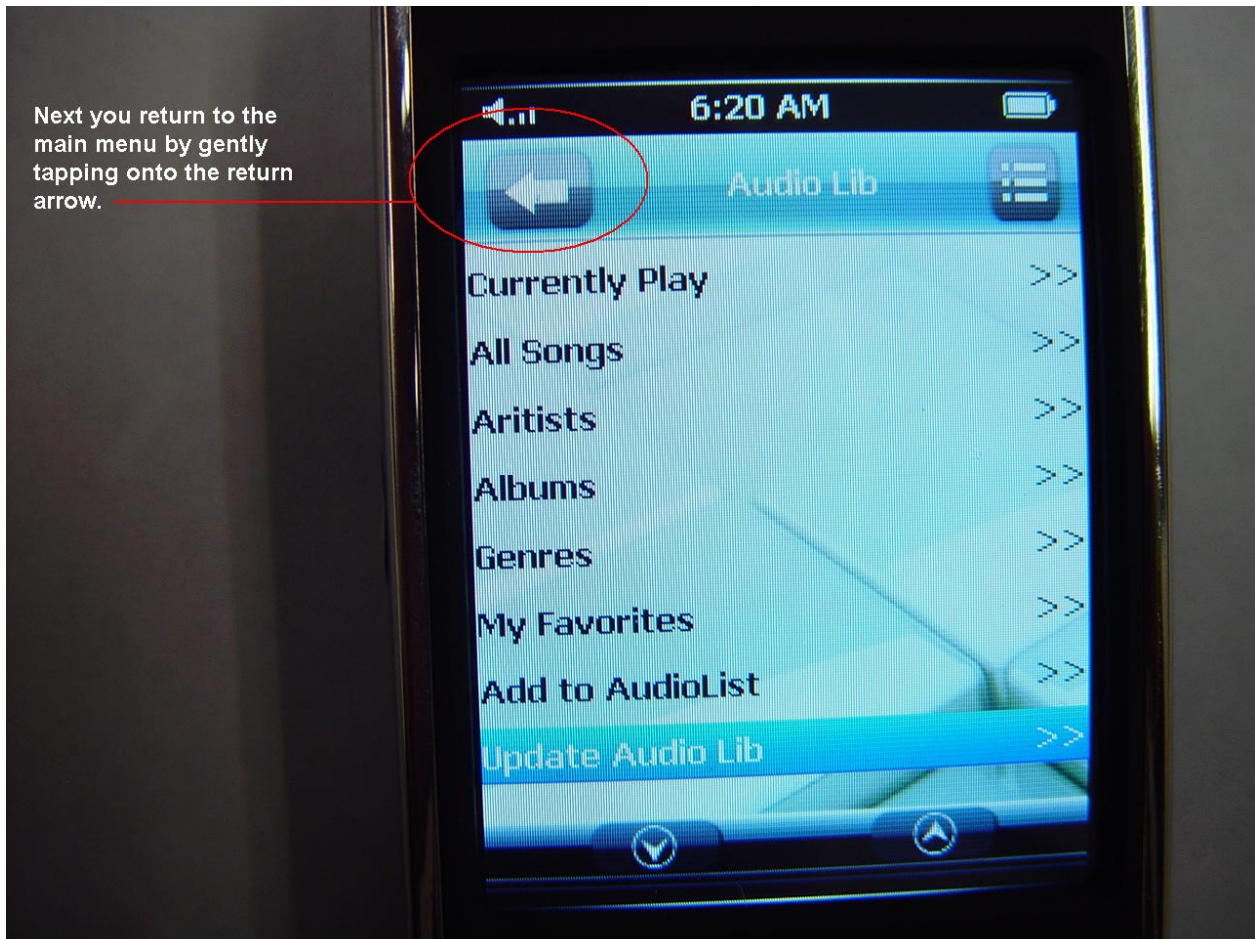 Next you return to the
main menu by gently
tapping onto the return
arrow.
6:20 AM
Audio Lib
Currently Play >>
All Songs >>
Aritists >>
Albums >>
Genres >>
My Favorites >>
Add to AudioList >>
Update Audio Lib >>